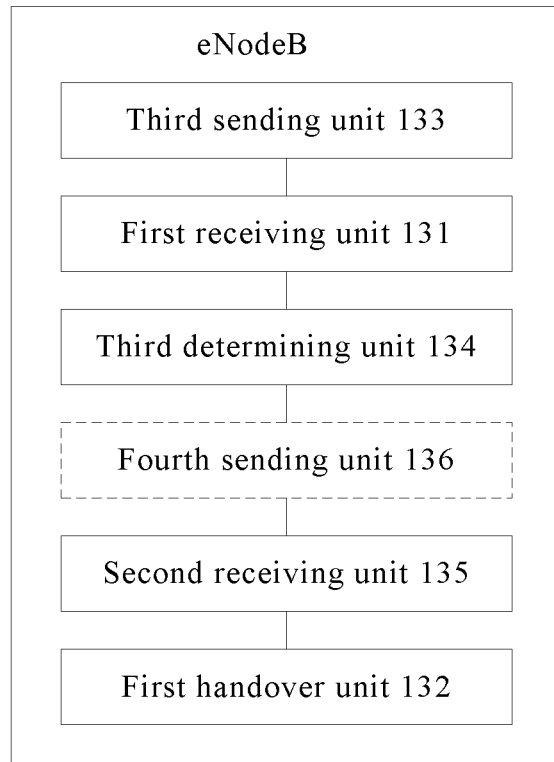 eNodeB
Third sending unit 133
First receiving unit 131
Third determining unit 134
Fourth sending unit 136
Second receiving unit 135
First handover unit 132